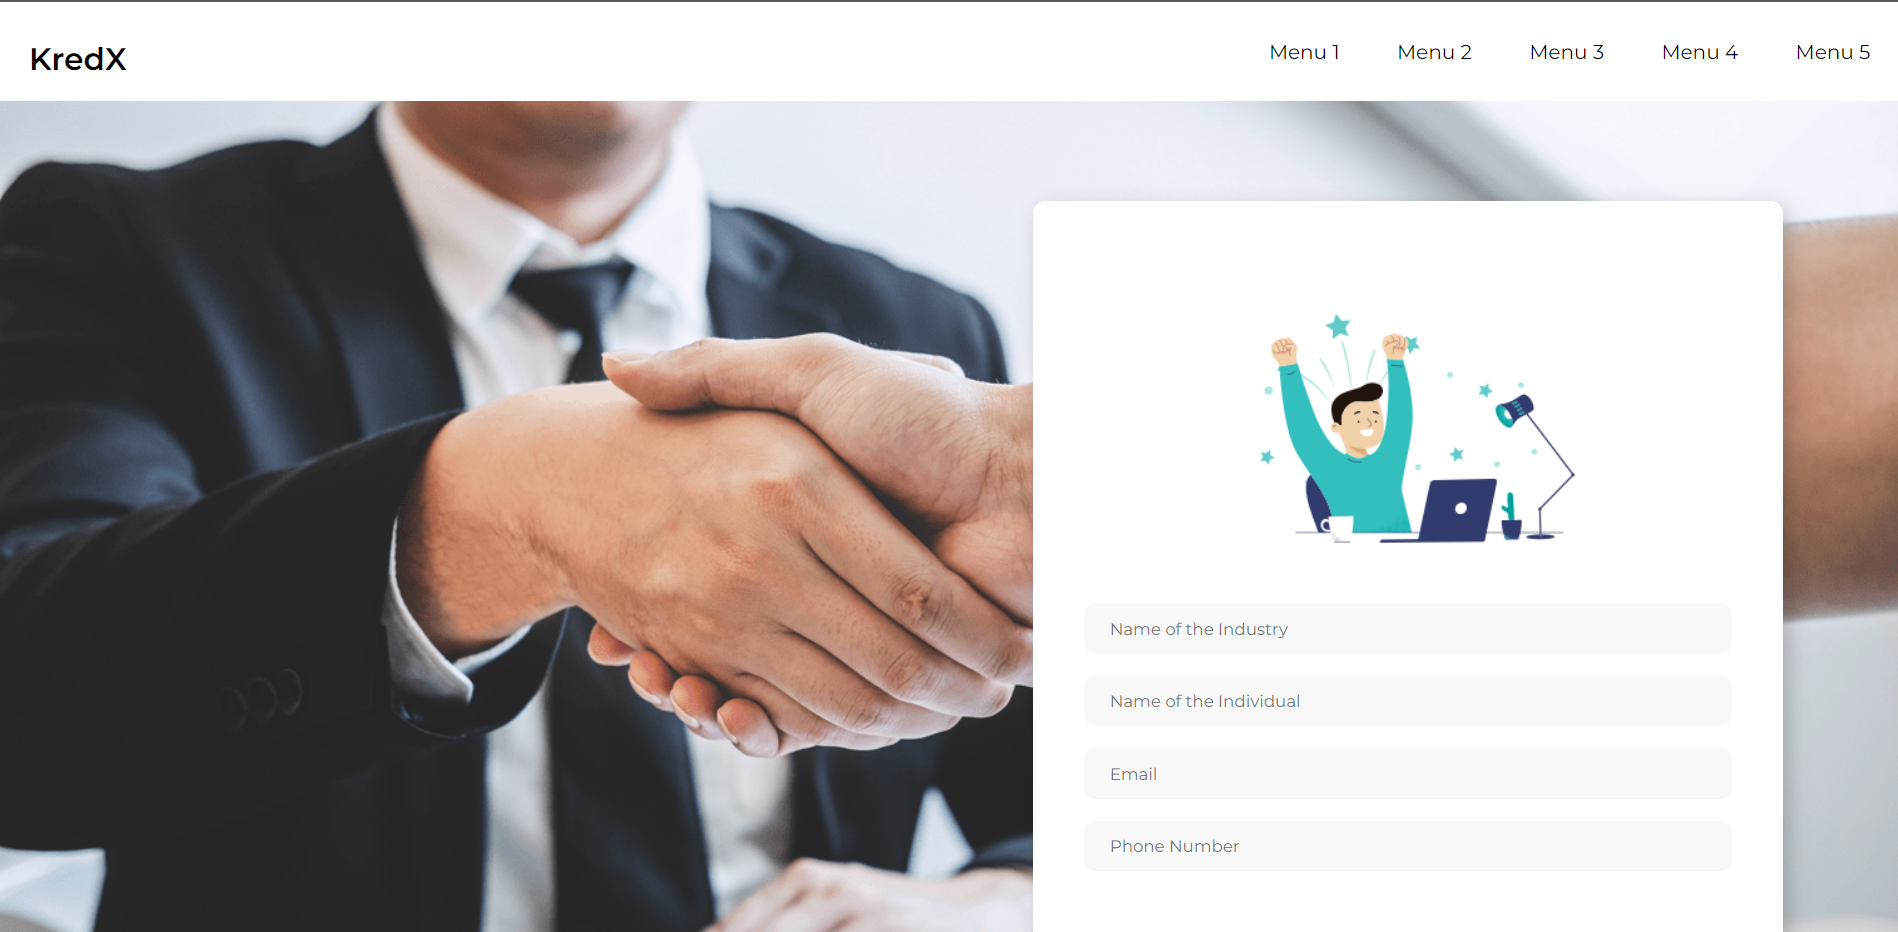 KredX
Menu 1
Menu 2
Menu 3
Menu 4
Menu 5
Name of the Industry
Name of the Individual
Email
Phone Number